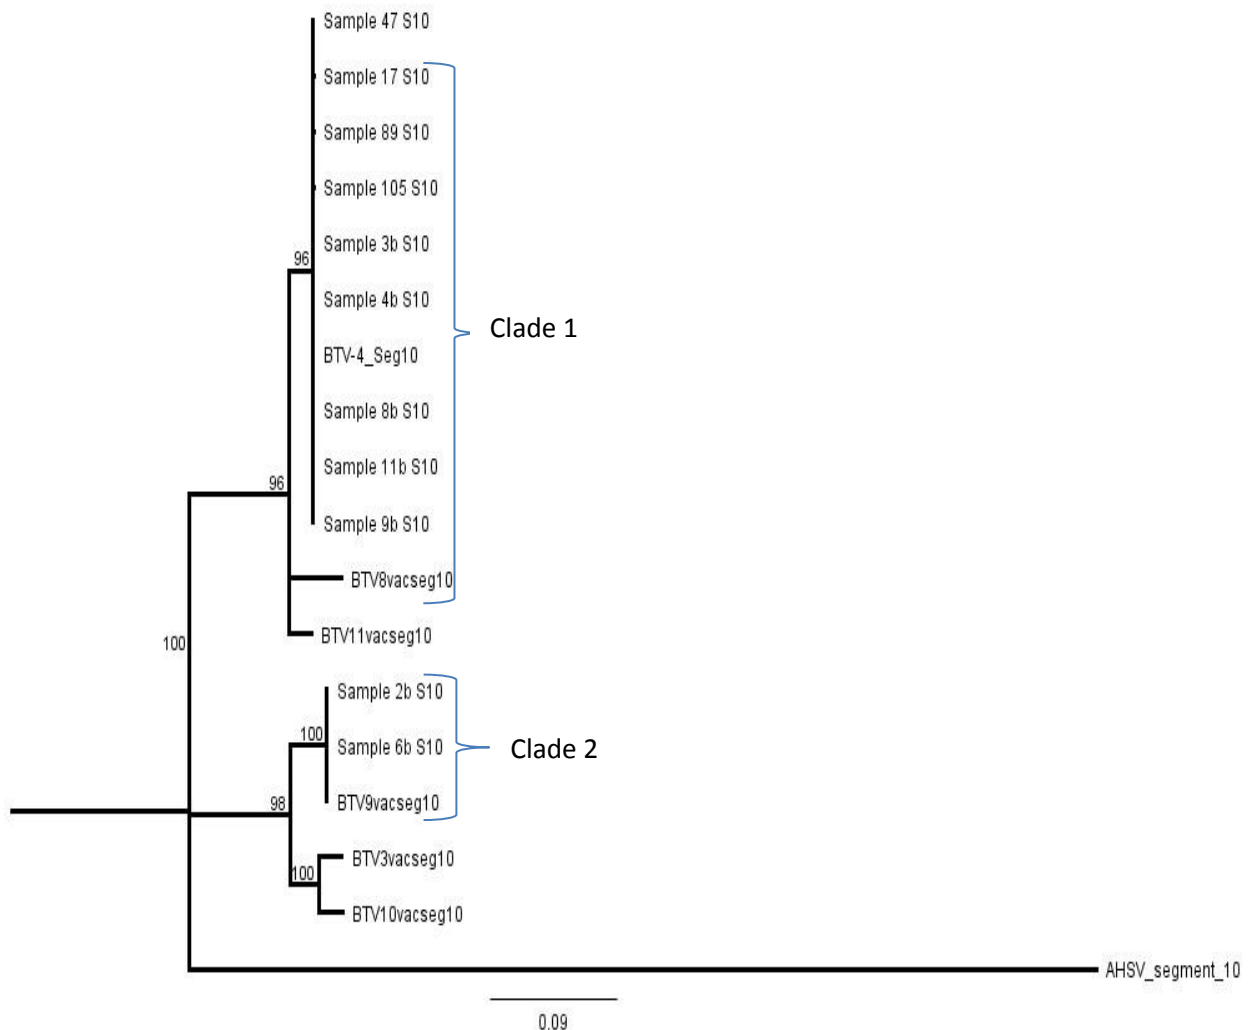 Sample 47 S10
Sample 17 S10
Sample 89 S10
Sample 105 S10
Sample 3b S10
96
Sample 4b S10
Clade 1
BTV-4_Seg10
Sample 8b S10
Sample 11b S10
96
Sample 9b S10
BTV8vacseg10
BTV11vacseg10
100
Sample 2b S10
100
Sample 6b S10
Clade 2
98
BTV9vacseg10
BTV3vacseg10
100
BTV10vacseg10
AHSV_segment_10
0.09